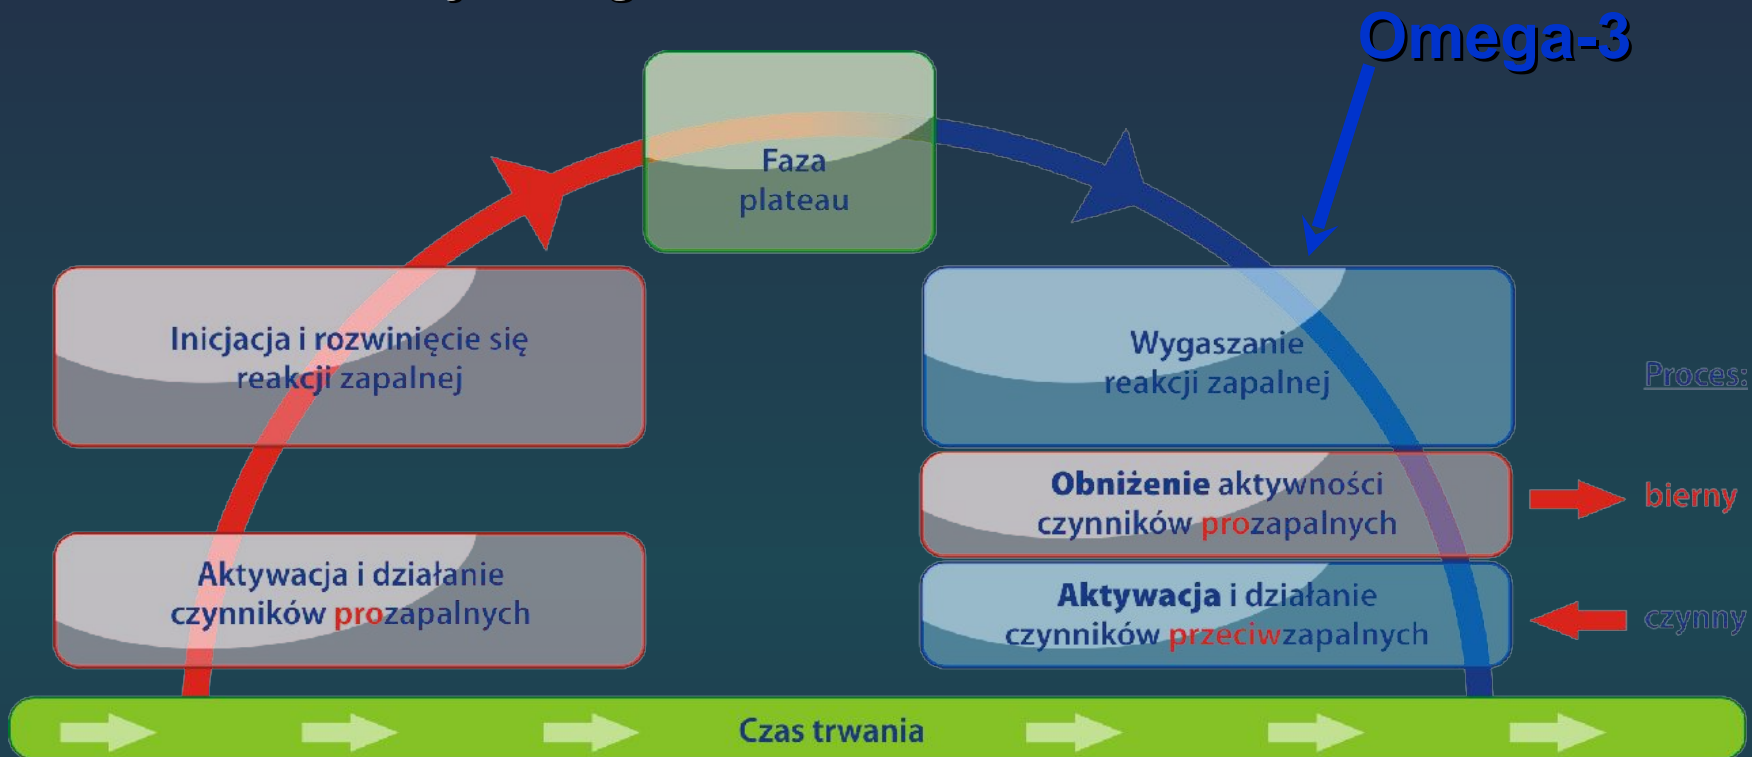 Omega-3
Faza
plateau
Inicjacja i rozwinięcie się
reakcji zapalnej
Aktywacja i działanie
czynników prozapalnych
Wygaszanie
reakcji zapalnej
Obniżenie aktywności
czynników prozapalnych
Aktywacja i działanie
czynników przeciwzapalnych
Proces:
bierny
czynny
Czas trwania